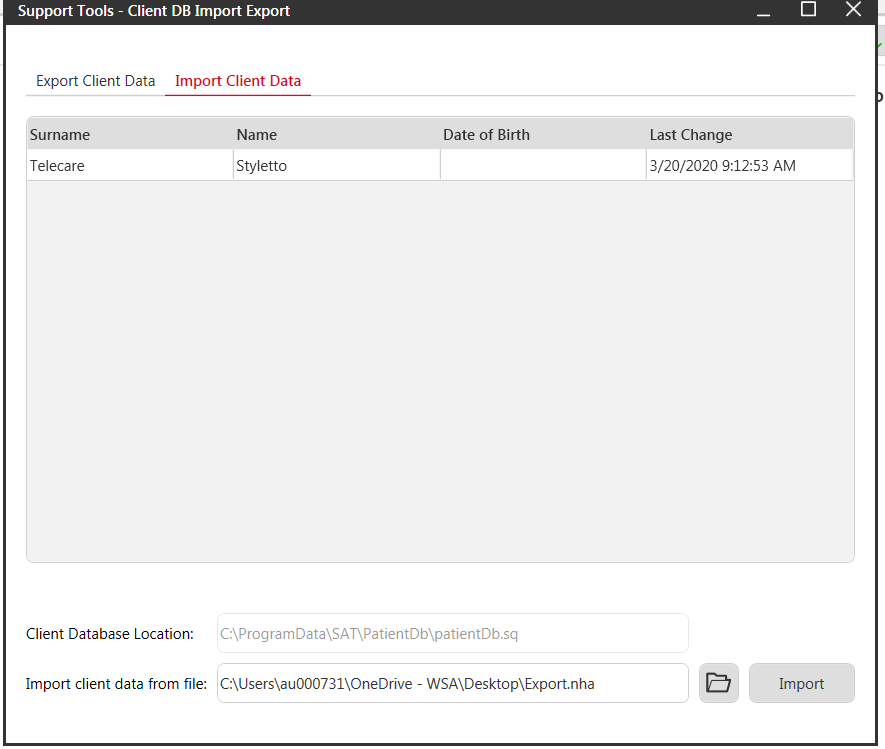 Support Tools - Client DB Import Export
Export Client Data Import Client Data
Surname Name Date of Birth Last Change
Telecare Styletto 3/20/2020 9:12:53 AM
Client Database Location: C:\ProgramData\SAT\PatientDb\patientDb.sq
Import client data from file: C:\Users\au000731\OneDrive - WSA\Desktop\Export.nha Import